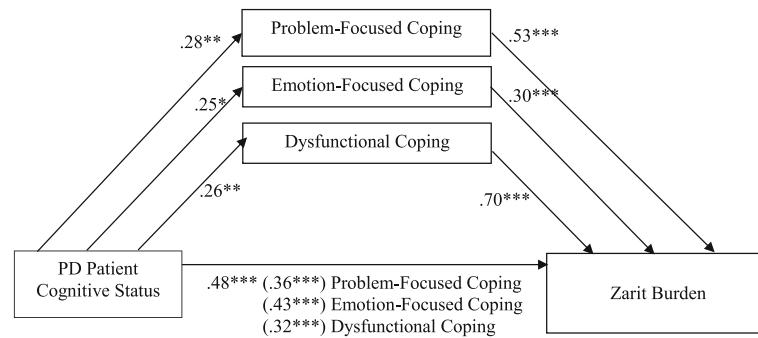 Problem-Focused Coping
.28**
.53***
Emotion-Focused Coping
.25*
.30***
Dysfunctional Coping
.26**
.70***
PD Patient
Cognitive Status
.48*** (.36***) Problem-Focused Coping
(.43***) Emotion-Focused Coping
(.32***) Dysfunctional Coping
Zarit Burden